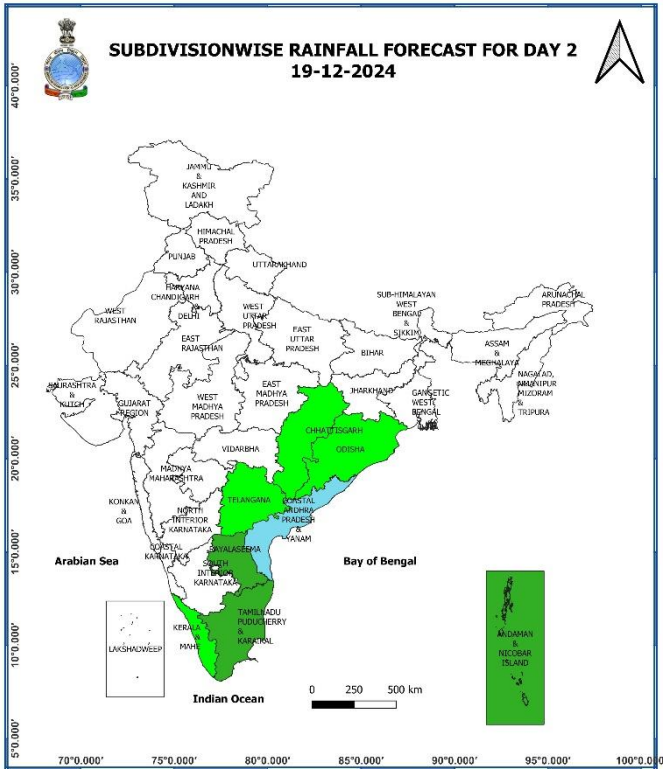 SUBDIVISIONWISE RAINFALL FORECAST FOR DAY 2
19-12-2024
40°0.000'
35°0.000'
30°0.000'
25°0.000'
20°0.000'
15°0.000'
10°0.000'
5°0.000'
JAMMU
&
KASHMIR
AND
LADAKH
HIMACHAL
PRADESH
PUNJAB
UTTARAKHAND
HARYANA
CHANDIGARH
&
DELHI
WEST
RAJASTHAN
EAST
RAJASTHAN
WEST
UTTAR
PRADESH
EAST
UTTAR
PRADESH
SUB-HIMALAYAN
WEST
BENGAL
&
SIKKIM
ARUNACHAL
PRADESH
ASSAM
&
MEGHALAYA
NAGALAD,
MANIPUR
MIZORAM
&
TRIPURA
BIHAR
JHARKHAND
GANGETIC
WEST
BENGAL
SAURASHTRA
&
KUTCH
GUJARAT
REGION
WEST
MADHYA
PRADESH
EAST
MADHYA
PRADESH
CHHATTISGARH
ODISHA
VIDARBHA
MADHYA
MAHARASHTRA
TELANGANA
COASTAL
ANDHRA
PRADESH
&
YANAM
KONKAN
&
GOA
NORTH
INTERIOR
KARNATAKA
COASTAL
KARNATAKA
RAYALASEEMA
SOUTH
INTERIOR
KARNATAKA
Arabian Sea
Bay of Bengal
TAMILNADU
PUDUCHERRY
&
KARAIKAL
KERALA
&
MAHE
LAKSHADWEEP
ANDAMAN
&
NICOBAR
ISLAND
Indian Ocean
0 250 500 km
70°0.000' 75°0.000' 80°0.000' 85°0.000' 90°0.000' 95°0.000' 100°0.000'